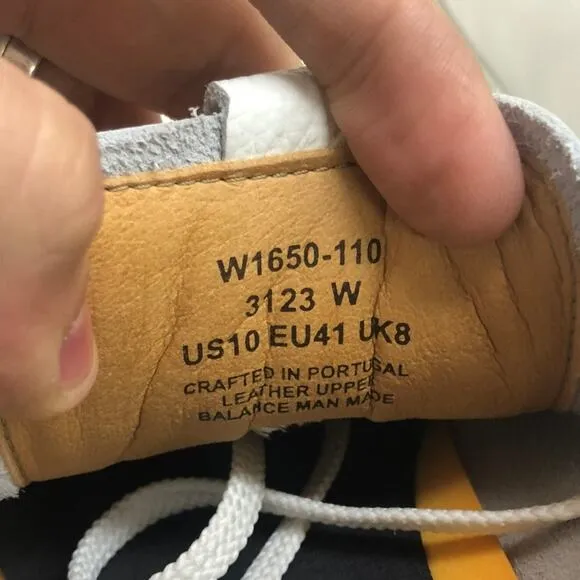 W1650-110
3123 W
US10 EU41 UK8
CRAFTED IN PORTUGAL
LEATHER UPPER
BALANCE MAN MADE